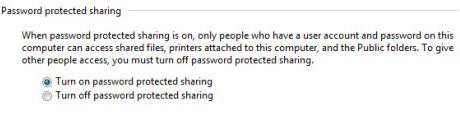 Password protected sharing
When password protected sharing is on, only people who have a user account and password on this
computer can access shared files, printers attached to this computer, and the Public folders. To give
other people access, you must turn off password protected sharing.
Turn on password protected sharing
Turn off password protected sharing